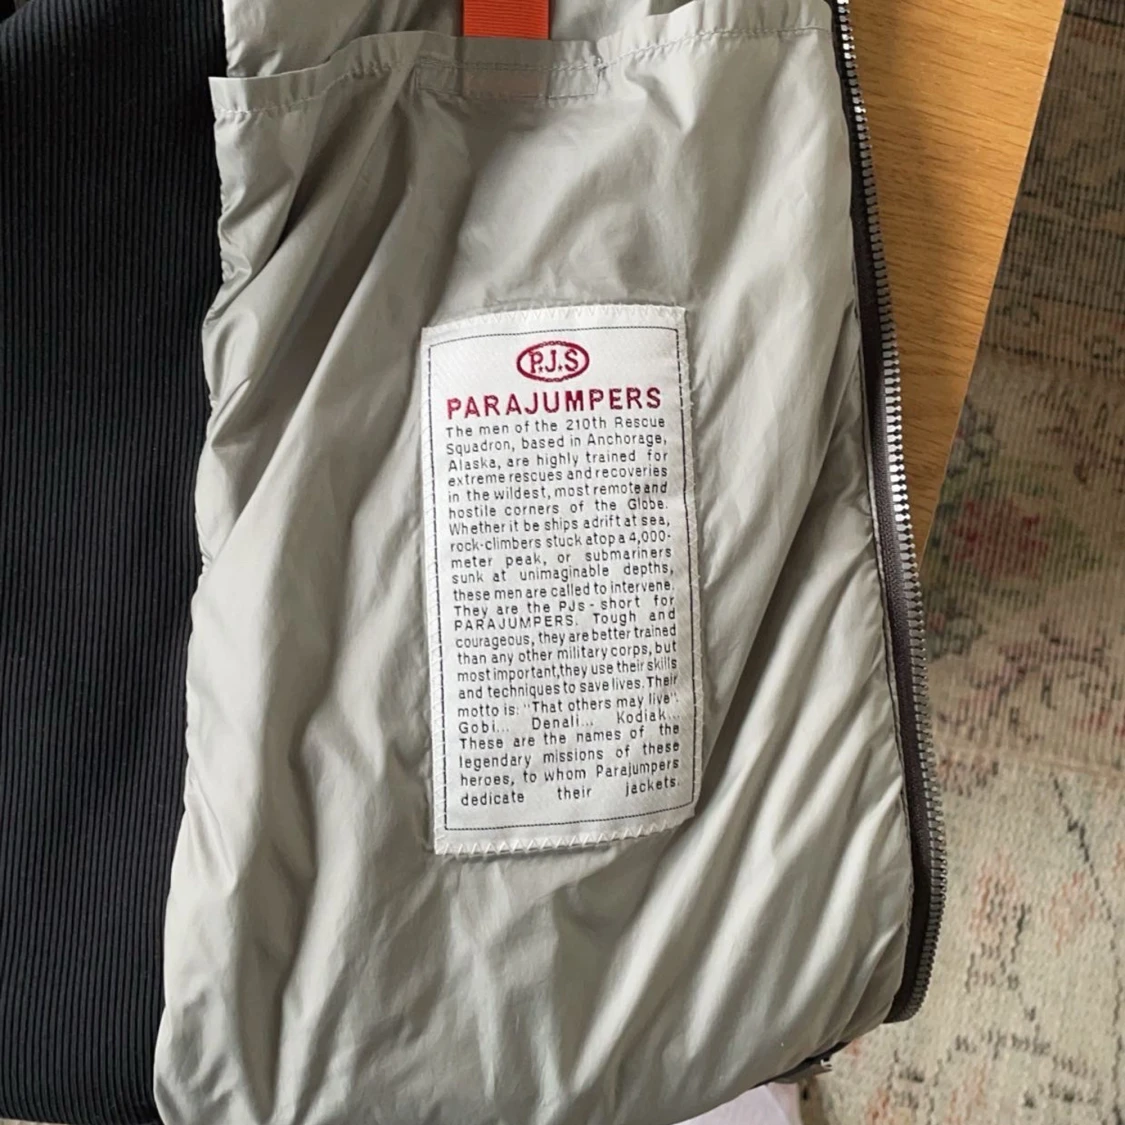 P.J.S
PARAJUMPERS
The men of the 210th Rescue
Squadron, based in Anchorage,
Alaska, are highly trained for
extreme rescues and recoveries
in the wildest, most remote and
hostile corners of the Globe.
Whether it be ships adrift at sea,
rock-climbers stuck atop a 4,000-
meter peak, or submariners
sunk at unimaginable depths,
these men are called to intervene.
They are the PJs - short for
PARAJUMPERS. Tough and
courageous, they are better trained
than any other military corps, but
most important, they use their skills
and techniques to save lives. Their
motto is: "That others may live".
Gobi... Denali... Kodiak...
These are the names of the
legendary missions of these
heroes, to whom Parajumpers
dedicate their jackets.